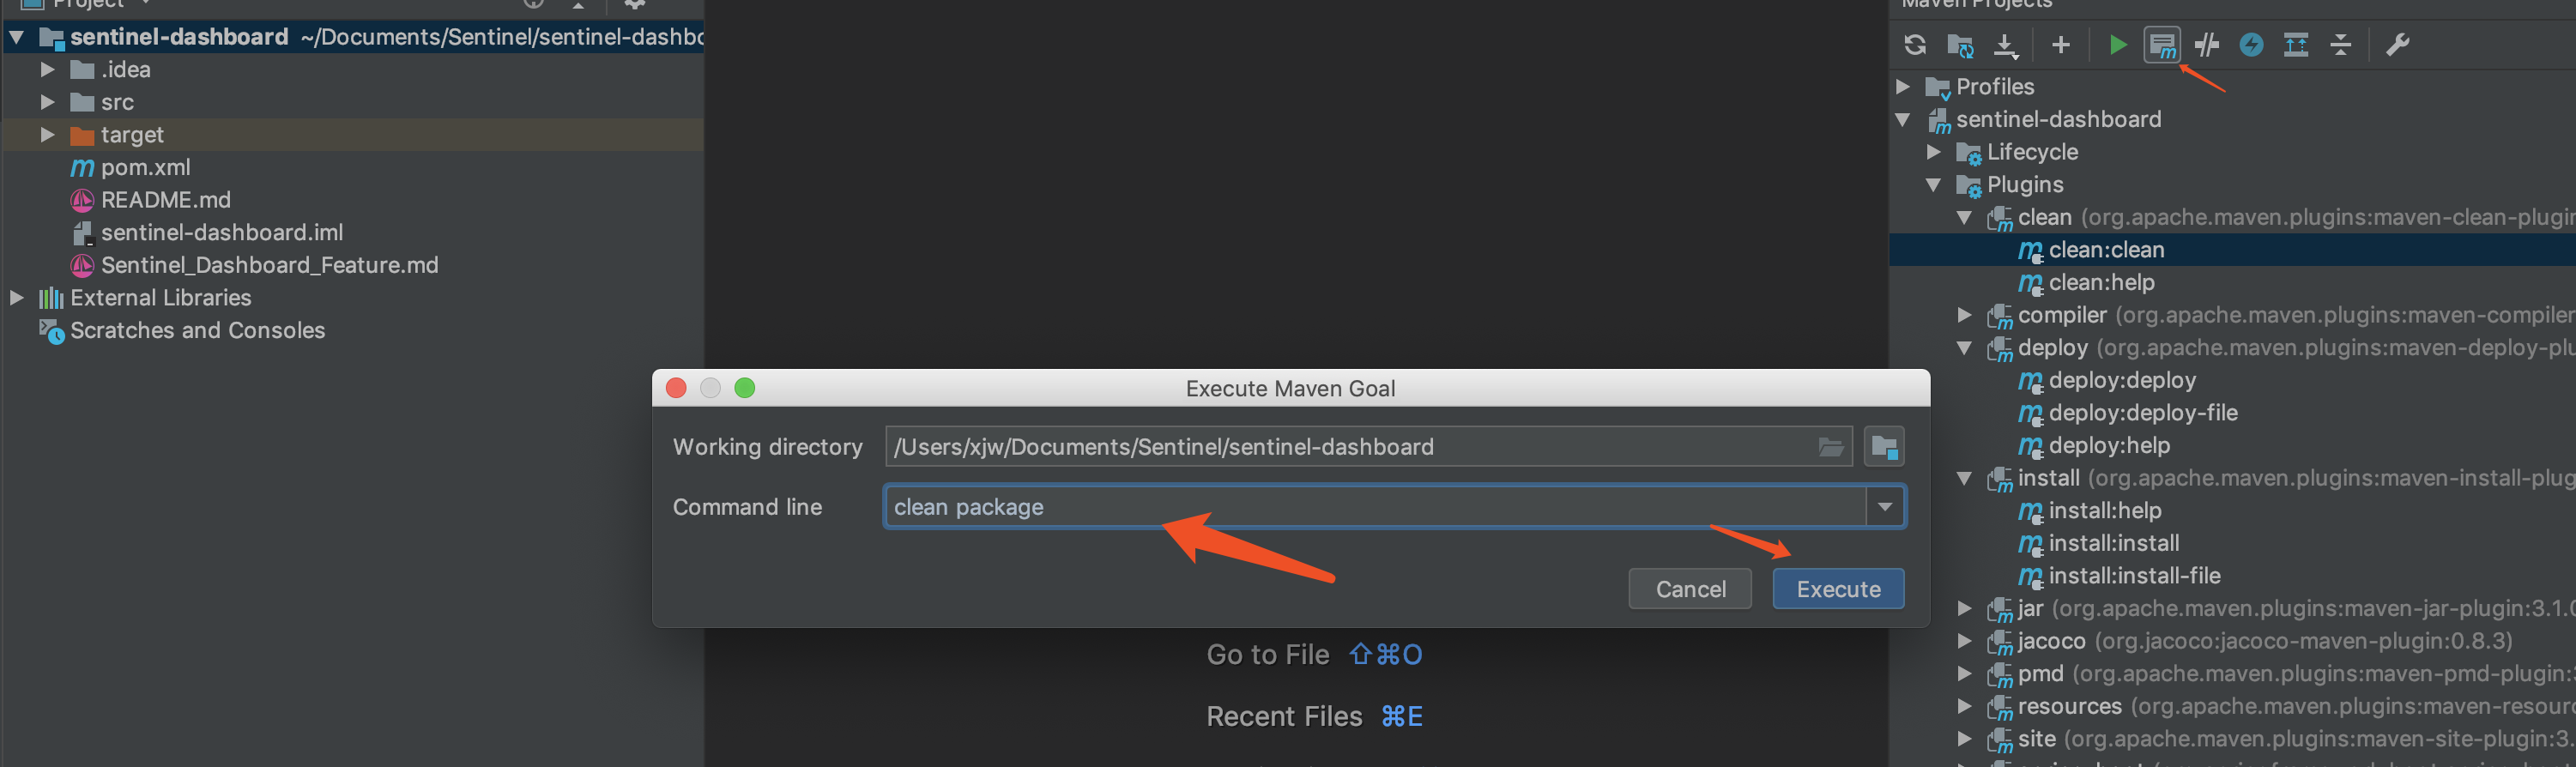 Project
sentinel-dashboard ~/Documents/Sentinel/sentinel-dashbo
.idea
src
target
pom.xml
README.md
sentinel-dashboard.iml
Sentinel_Dashboard_Feature.md
External Libraries
Scratches and Consoles
Execute Maven Goal
Working directory /Users/xjw/Documents/Sentinel/sentinel-dashboard
Command line clean package
Cancel Execute
Go to File ⇧⌘O
Recent Files ⌘E
Maven Projects
Profiles
sentinel-dashboard
Lifecycle
Plugins
clean (org.apache.maven.plugins:maven-clean-plugin
clean:clean
clean:help
compiler (org.apache.maven.plugins:maven-compiler
deploy (org.apache.maven.plugins:maven-deploy-plu
deploy:deploy
deploy:deploy-file
deploy:help
install (org.apache.maven.plugins:maven-install-plug
install:help
install:install
install:install-file
jar (org.apache.maven.plugins:maven-jar-plugin:3.1.0
jacoco (org.jacoco:jacoco-maven-plugin:0.8.3)
pmd (org.apache.maven.plugins:maven-pmd-plugin:3
resources (org.apache.maven.plugins:maven-resourc
site (org.apache.maven.plugins:maven-site-plugin:3.